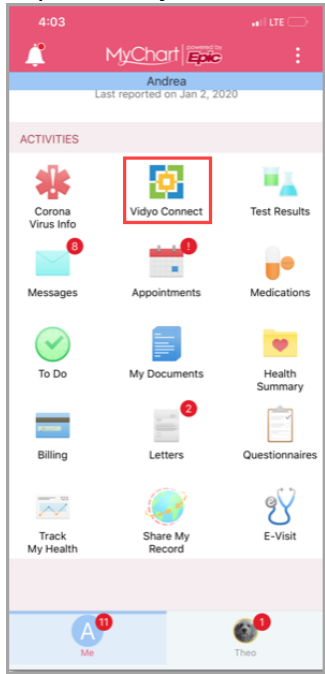 4:03
LTE
MyChart powered by Epic
Andrea
Last reported on Jan 2, 2020
ACTIVITIES
Corona
Virus Info
Vidyo Connect
Test Results
8
!
Messages
Appointments
Medications
To Do
My Documents
Health
Summary
2
Billing
Letters
Questionnaires
Track
My Health
Share My
Record
E-Visit
A
11
1
Me
Theo